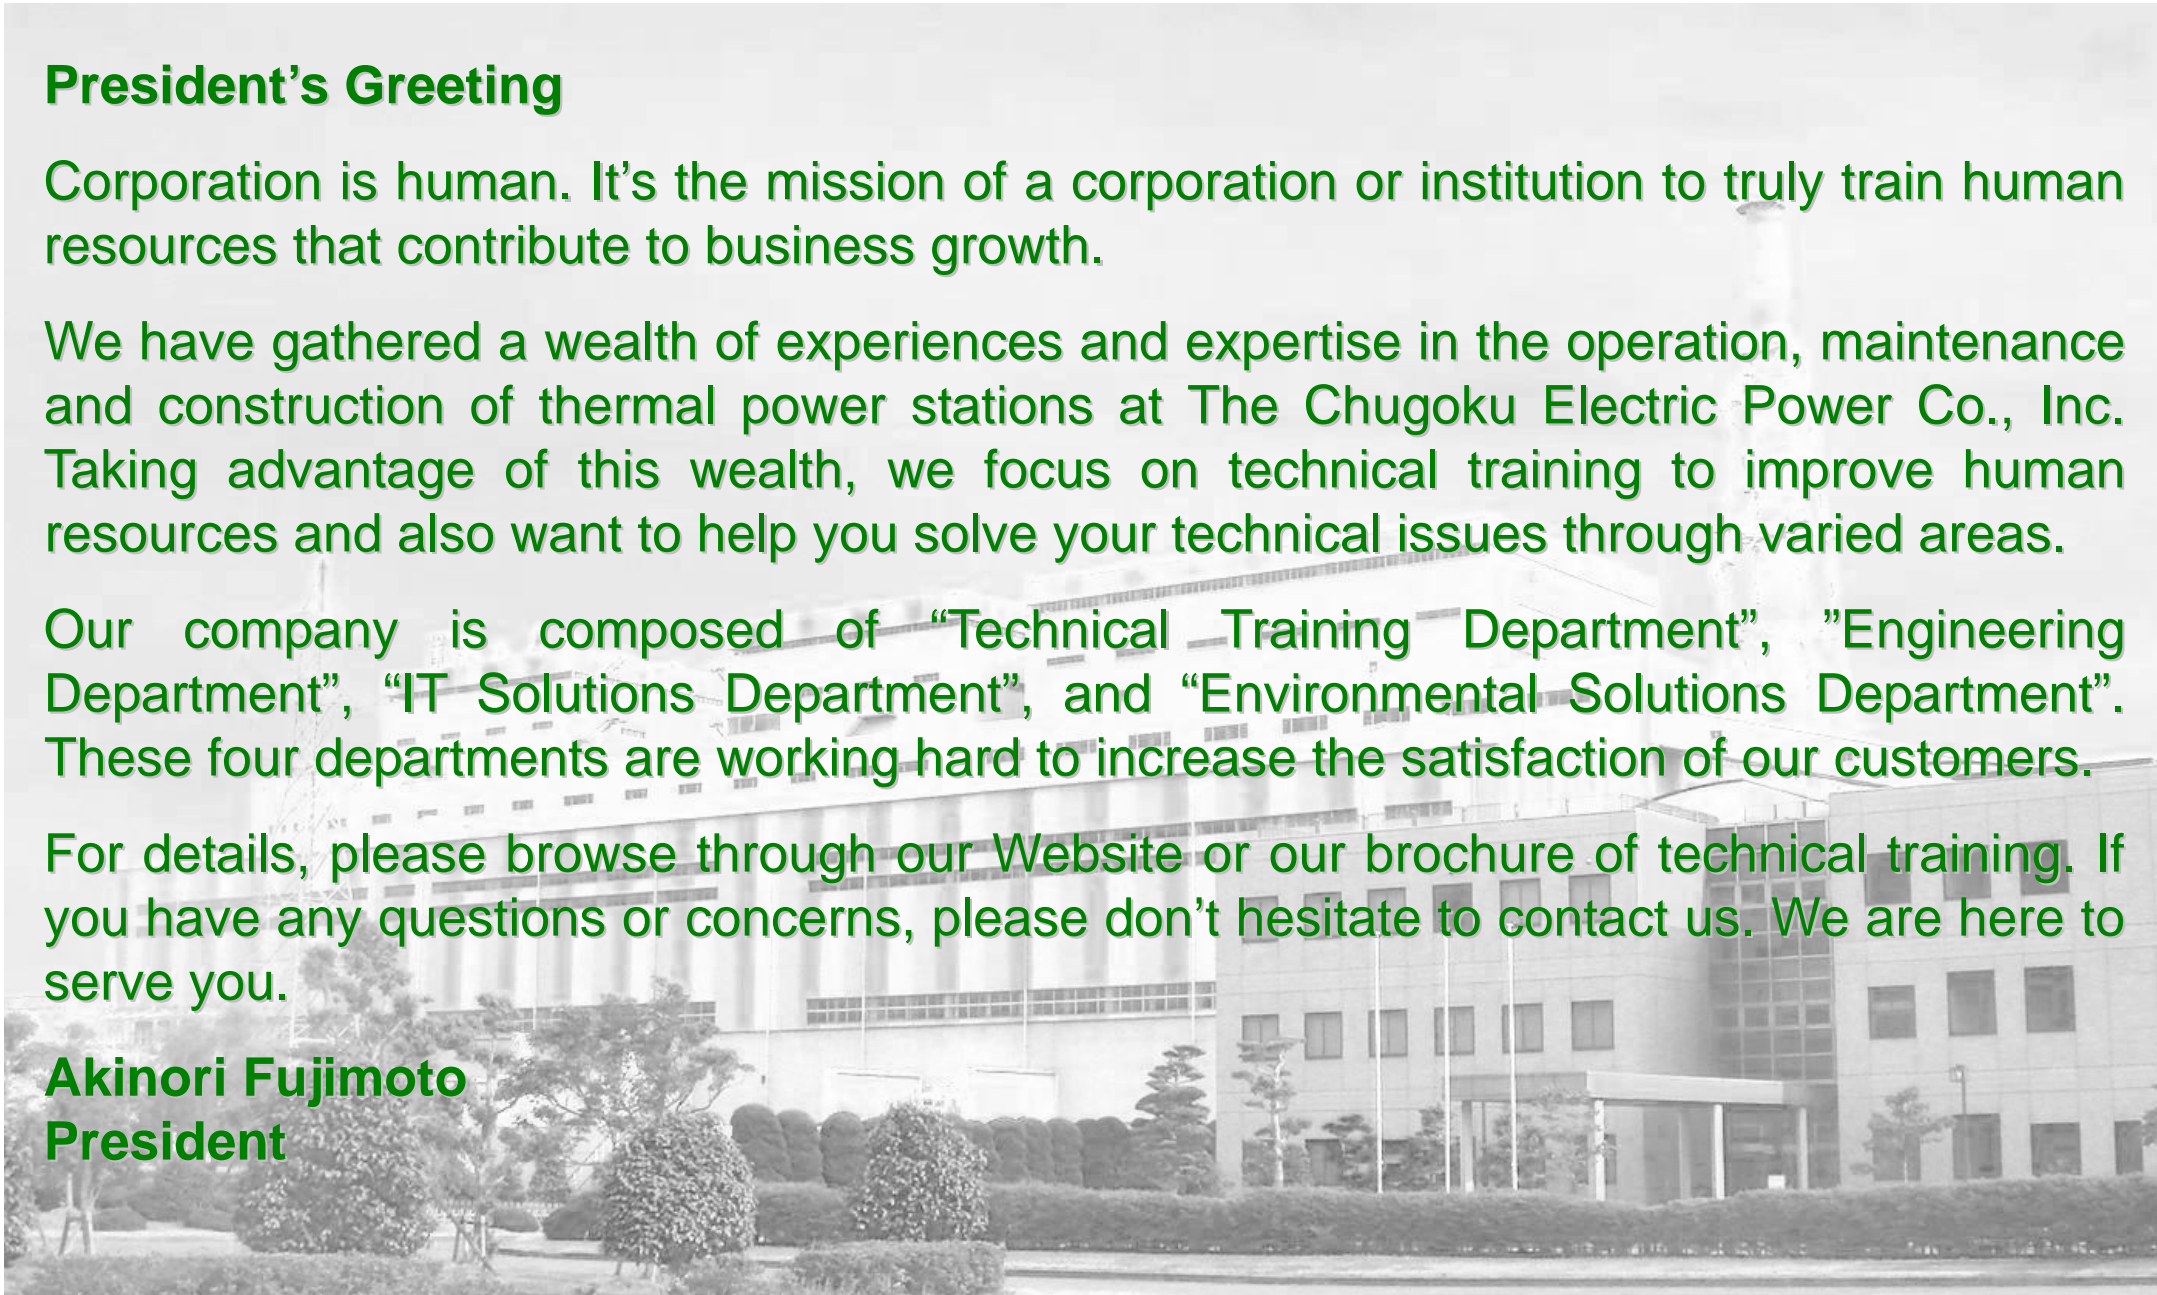 President’s Greeting
Corporation is human. It’s the mission of a corporation or institution to truly train human
resources that contribute to business growth.
We have gathered a wealth of experiences and expertise in the operation, maintenance
and construction of thermal power stations at The Chugoku Electric Power Co., Inc.
Taking advantage of this wealth, we focus on technical training to improve human
resources and also want to help you solve your technical issues through varied areas.
Our company is composed of “Technical Training Department”, ”Engineering
Department”, “IT Solutions Department”, and “Environmental Solutions Department”.
These four departments are working hard to increase the satisfaction of our customers.
For details, please browse through our Website or our brochure of technical training. If
you have any questions or concerns, please don’t hesitate to contact us. We are here to
serve you.
Akinori Fujimoto
President